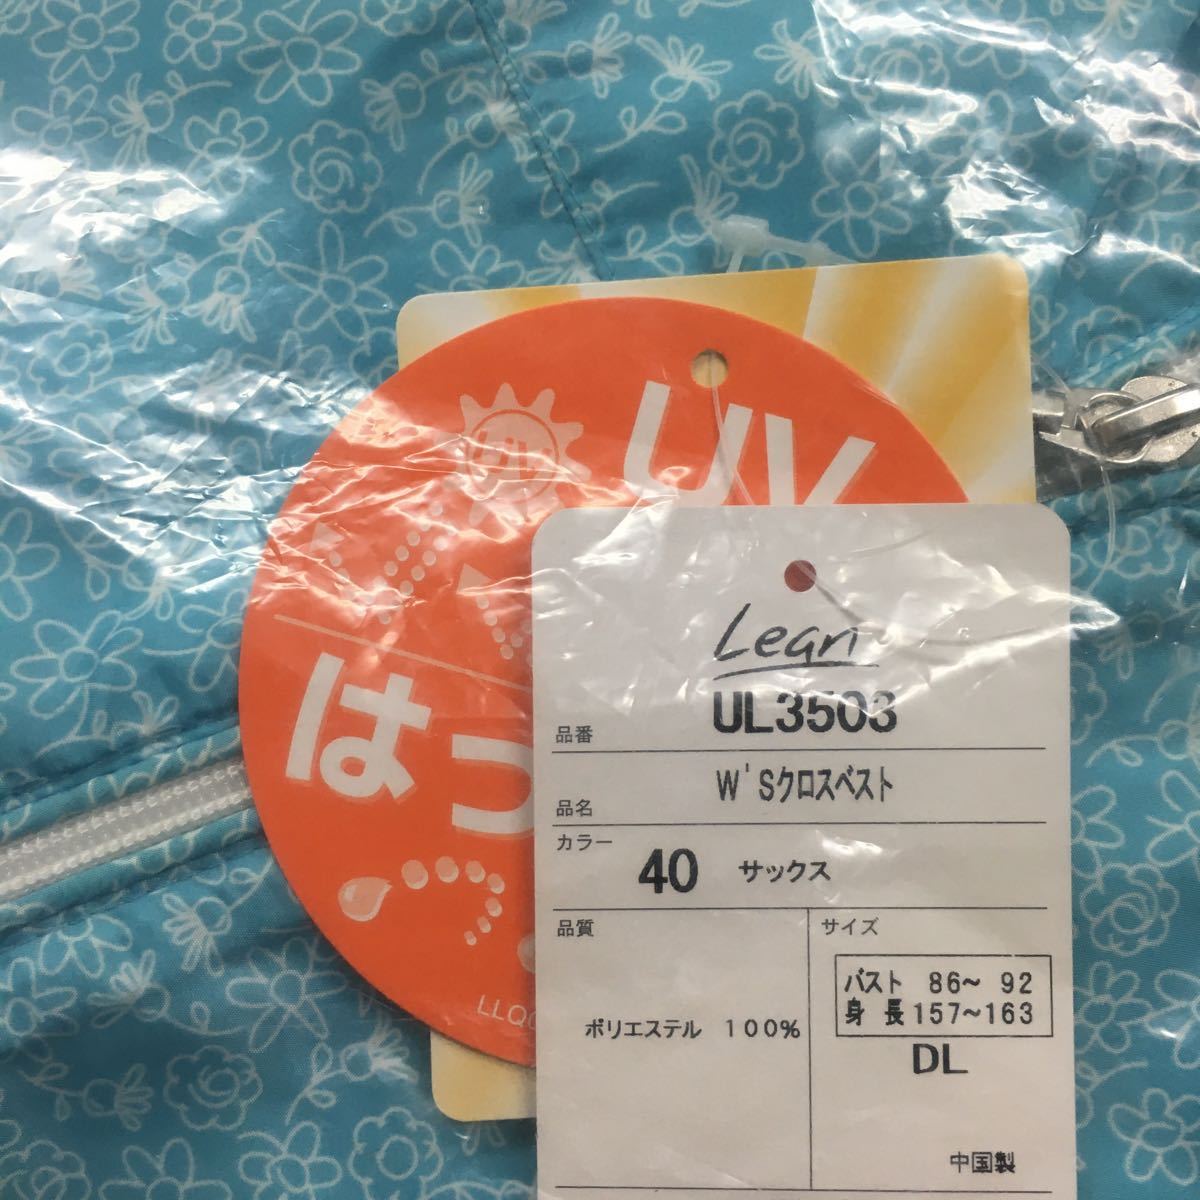 UV
はっ
LLQ
Lean
品番 UL3503
品名 W'Sクロスベスト
カラー 40 サックス
品質 ポリエステル 100%
サイズ
バスト 86～ 92
身 長 157～163
DL
中国製